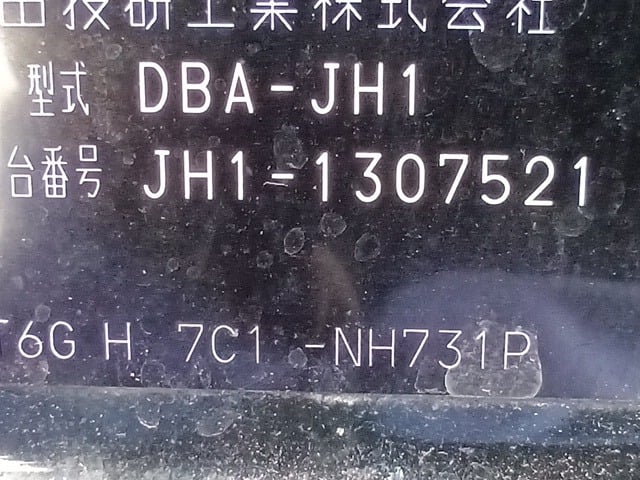 田技研工業株式会社
型式 DBA-JH1
台番号 JH1-1307521
T6G H 7C1 -NH731P